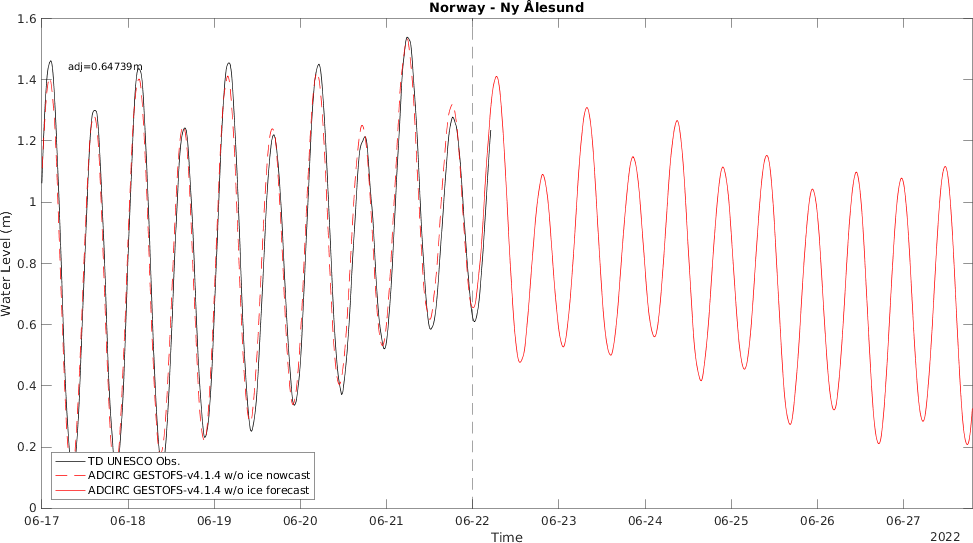 Norway - Ny Ålesund
1.6
1.4
1.2
1
0.8
0.6
0.4
0.2
0
Water Level (m)
adj=0.64739m
TD UNESCO Obs.
ADCIRC GESTOFS-v4.1.4 w/o ice nowcast
ADCIRC GESTOFS-v4.1.4 w/o ice forecast
06-17 06-18 06-19 06-20 06-21 06-22 06-23 06-24 06-25 06-26 06-27
Time
2022